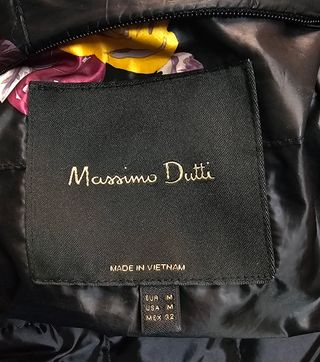 Massimo Dutti
MADE IN VIETNAM
EUR M
USA M
MEX 32